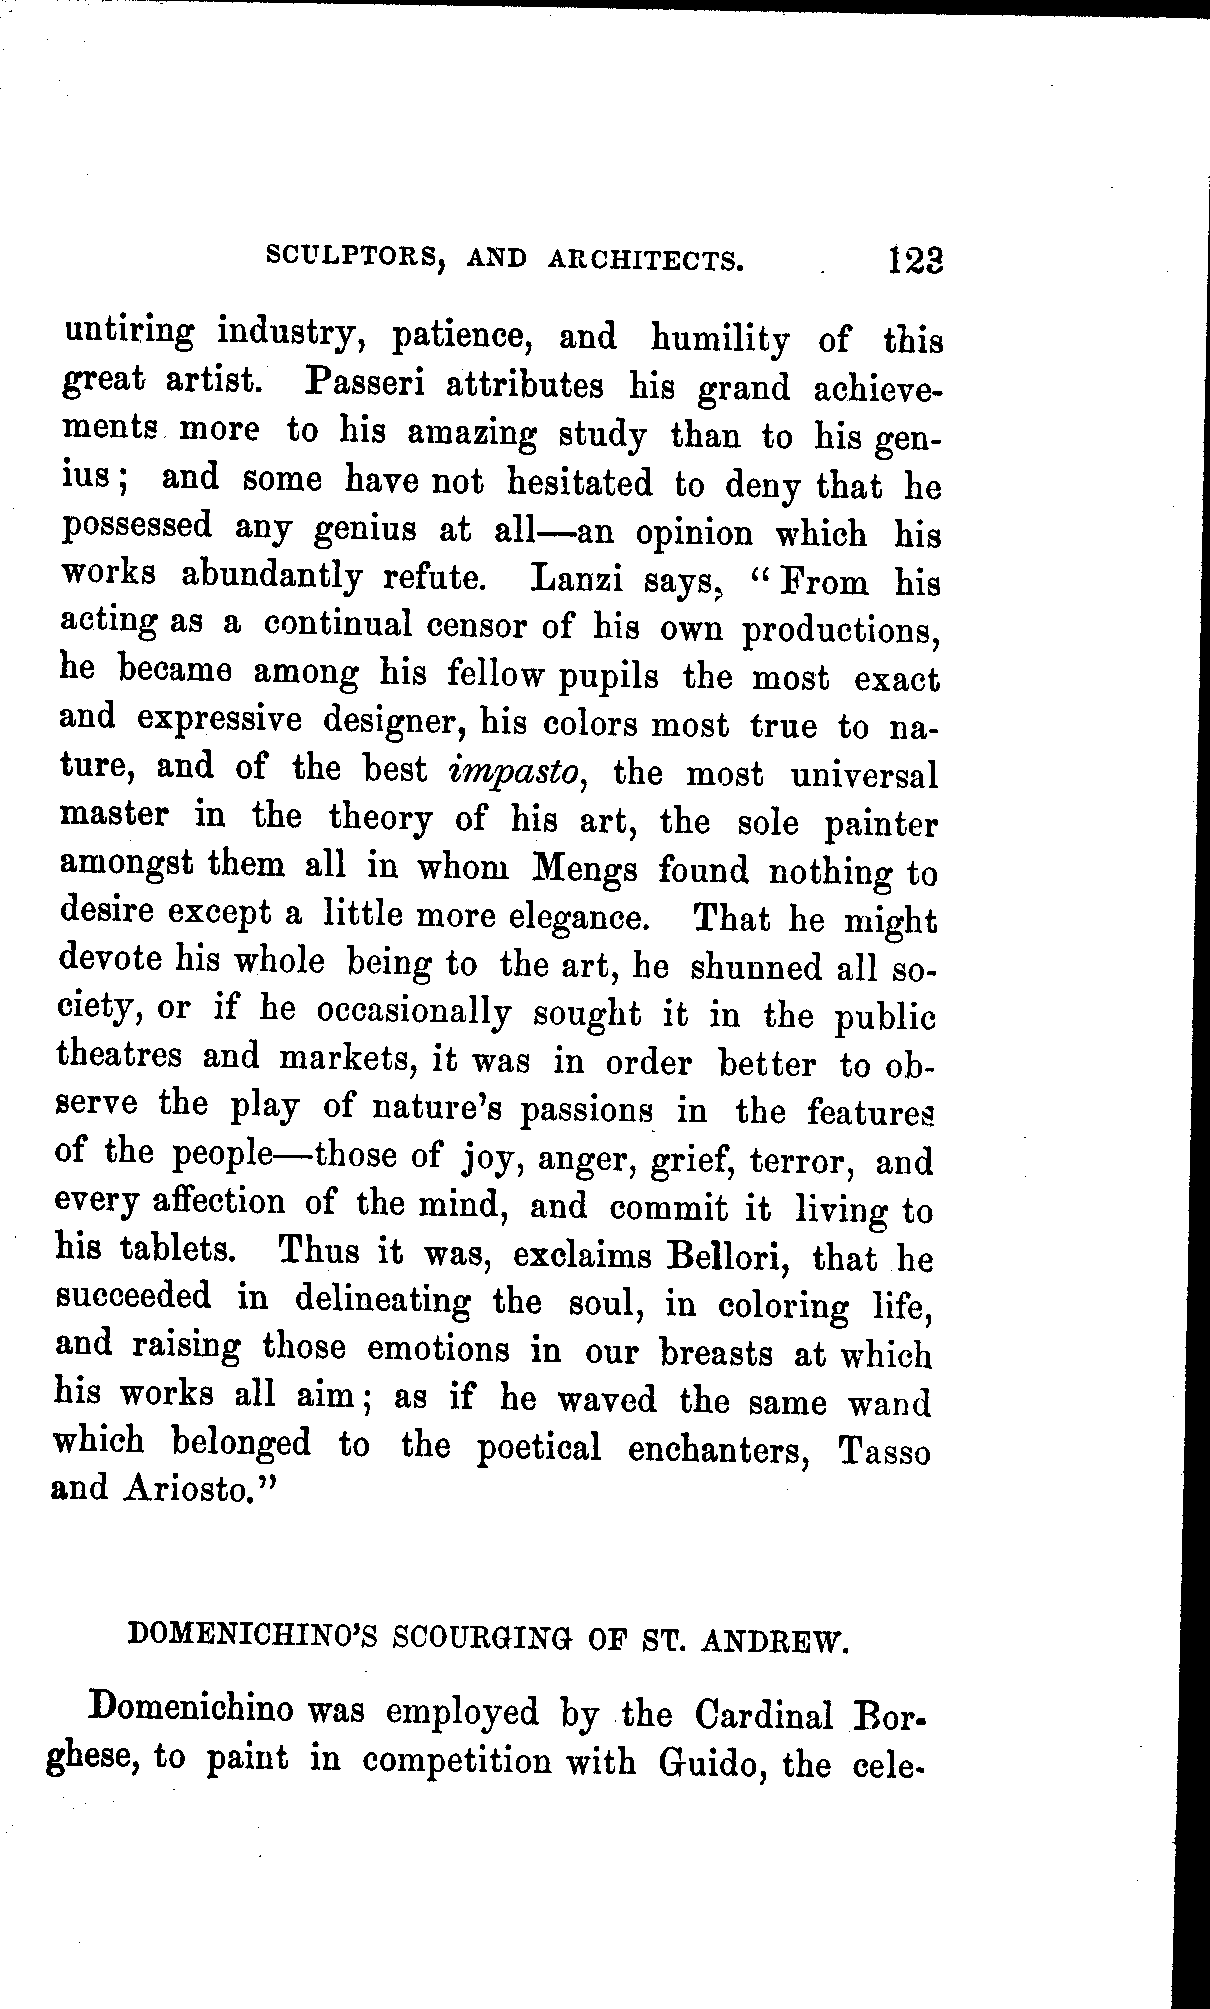 SCULPTORS, AND ARCHITECTS. 123
untiring industry, patience, and humility of this
great artist. Passeri attributes his grand achieve-
ments more to his amazing study than to his gen-
ius; and some have not hesitated to deny that he
possessed any genius at all—an opinion which his
works abundantly refute. Lanzi says, “From his
acting as a continual censor of his own productions,
he became among his fellow pupils the most exact
and expressive designer, his colors most true to na-
ture, and of the best impasto, the most universal
master in the theory of his art, the sole painter
amongst them all in whom Mengs found nothing to
desire except a little more elegance. That he might
devote his whole being to the art, he shunned all so-
ciety, or if he occasionally sought it in the public
theatres and markets, it was in order better to ob-
serve the play of nature's passions in the features
of the people—those of joy, anger, grief, terror, and
every affection of the mind, and commit it living to
his tablets. Thus it was, exclaims Bellori, that he
succeeded in delineating the soul, in coloring life,
and raising those emotions in our breasts at which
his works all aim; as if he waved the same wand
which belonged to the poetical enchanters, Tasso
and Ariosto.”
DOMENICHINO'S SCOURGING OF ST. ANDREW.
Domenichino was employed by the Cardinal Bor-
ghese, to paint in competition with Guido, the cele-